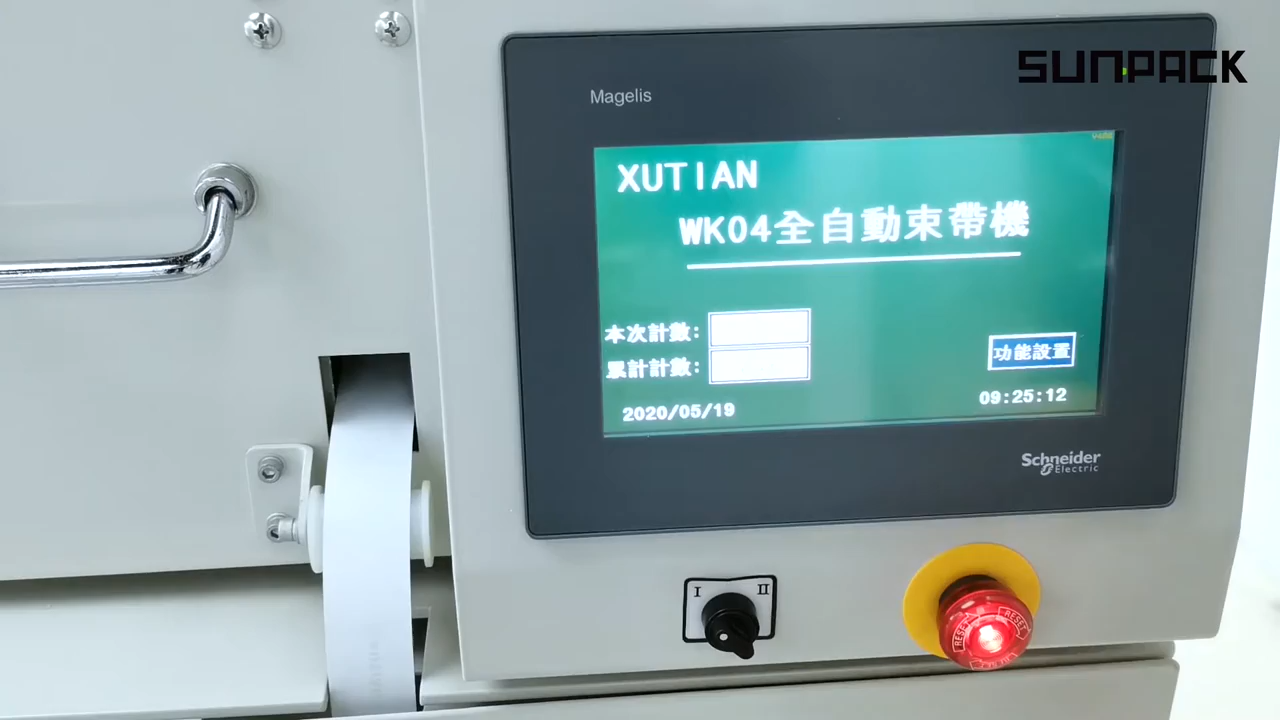 SUNPACK
Magelis
XUTIAN
WK04全自動束帶機
本次計數:
累計計數:
功能設置
2020/05/19
09:25:12
Schneider
Electric
I
II
RESET
RESET